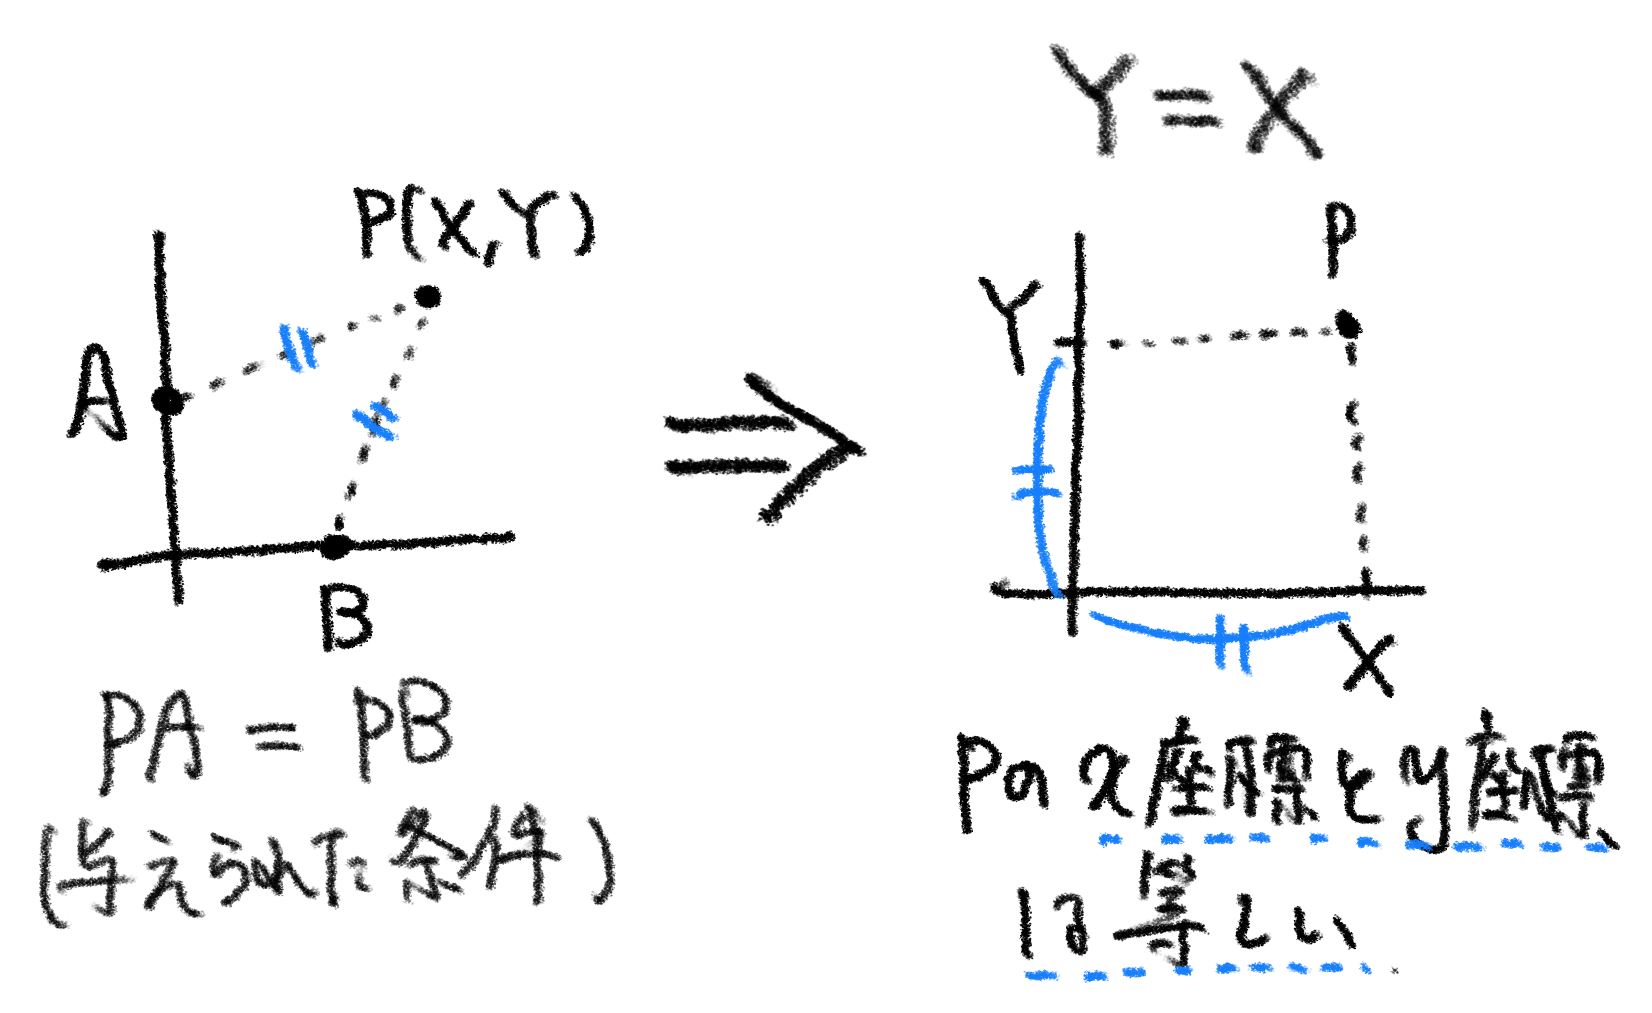 P(X,Y)
A
B
PA = PB
(与えられた条件)
Y=X
P
Y
X
Pのx座標とy座標
は等しい